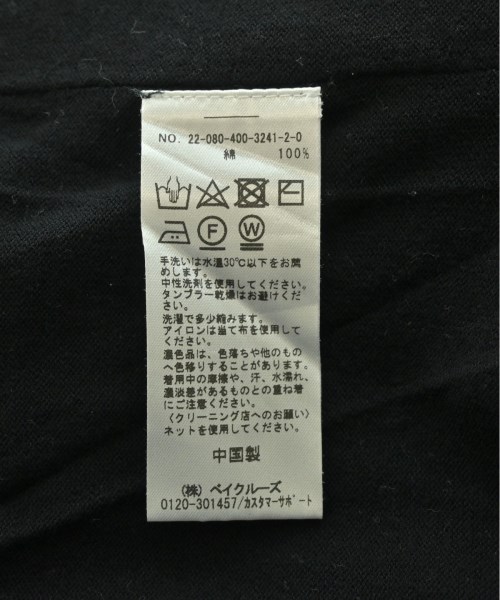 NO. 22-080-400-3241-2-0
綿 100%
F W
手洗いは水温30℃以下をお薦
めします。
中性洗剤を使用してください。
タンブラー乾燥はお避けくださ
い。
洗濯で多少縮みます。
アイロンは当て布を使用して
ください。
濃色品は、色落ちや他のもの
へ色移りすることがあります。
着用中の摩擦や、汗、水濡れ、
濃淡差があるものとの重ね着
にご注意ください。
〈クリーニング店へのお願い〉
ネットを使用してください。
中国製
(株) ベイクルーズ
0120-301457/カスタマーサポート